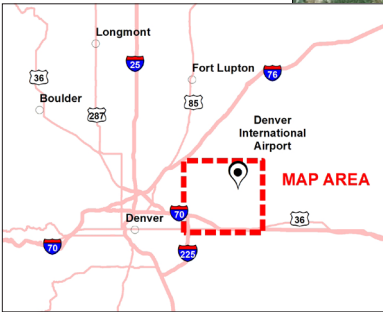 Longmont
25
Fort Lupton
76
36
Boulder
287
85
Denver
International
Airport
MAP AREA
70
36
Denver
70
225